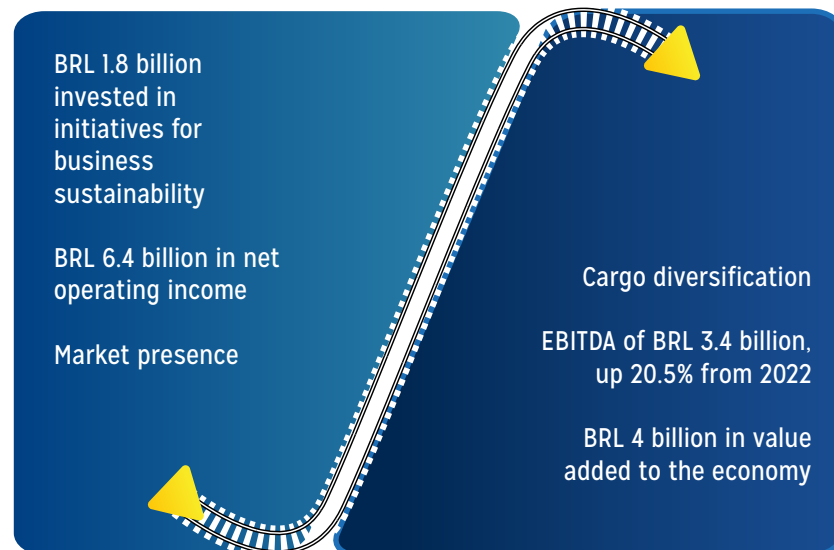 BRL 1.8 billion
invested in
initiatives for
business
sustainability
BRL 6.4 billion in net
operating income
Market presence
Cargo diversification
EBITDA of BRL 3.4 billion,
up 20.5% from 2022
BRL 4 billion in value
added to the economy